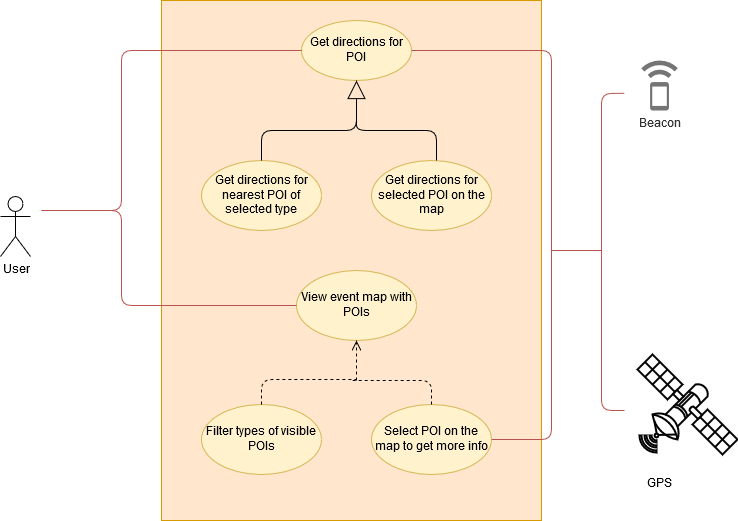 Get directions for
POI
Beacon
Get directions for
nearest POI of
selected type
Get directions for
selected POI on the
map
User
View event map with
POIs
Filter types of visible
POIs
Select POI on the
map to get more info
GPS